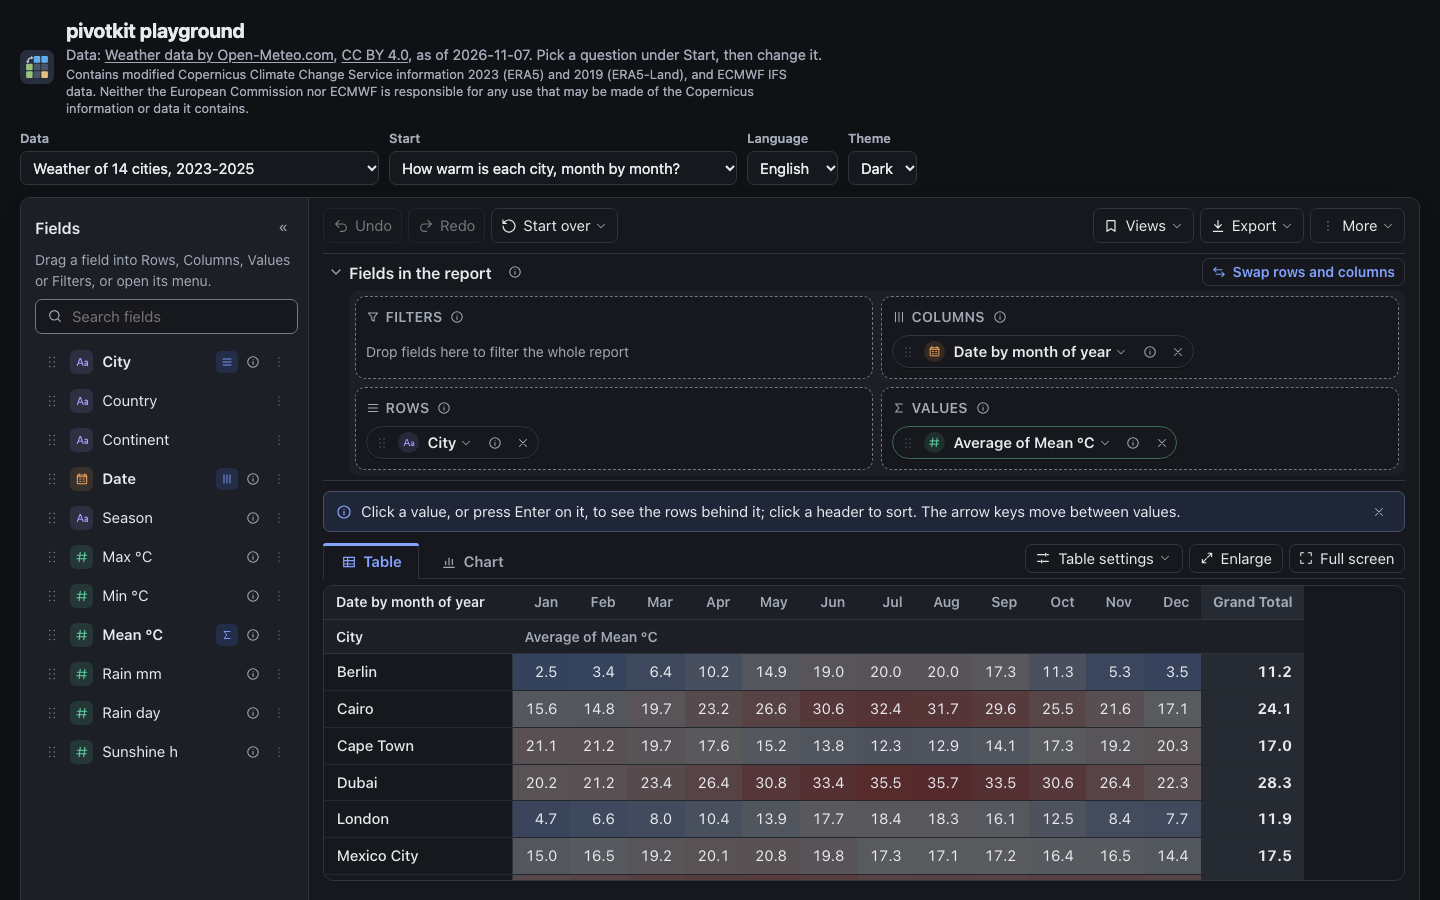 pivotkit playground
Data: Weather data by Open-Meteo.com, CC BY 4.0, as of 2026-11-07. Pick a question under Start, then change it.
Contains modified Copernicus Climate Change Service information 2023 (ERA5) and 2019 (ERA5-Land), and ECMWF IFS
data. Neither the European Commission nor ECMWF is responsible for any use that may be made of the Copernicus
information or data it contains.
Data Start Language Theme
Weather of 14 cities, 2023-2025 How warm is each city, month by month? English Dark
Fields «
Drag a field into Rows, Columns, Values
or Filters, or open its menu.
Search fields
Aa City
Aa Country
Aa Continent
Date
Aa Season
# Max °C
# Min °C
# Mean °C Σ
# Rain mm
# Rain day
# Sunshine h
Undo Redo Start over Views Export More
Fields in the report Swap rows and columns
FILTERS
Drop fields here to filter the whole report
COLUMNS
Date by month of year
ROWS
Aa City
Σ VALUES
# Average of Mean °C
Click a value, or press Enter on it, to see the rows behind it; click a header to sort. The arrow keys move between values.
Table Chart Table settings Enlarge Full screen
Date by month of year Jan Feb Mar Apr May Jun Jul Aug Sep Oct Nov Dec Grand Total
City Average of Mean °C
Berlin 2.5 3.4 6.4 10.2 14.9 19.0 20.0 20.0 17.3 11.3 5.3 3.5 11.2
Cairo 15.6 14.8 19.7 23.2 26.6 30.6 32.4 31.7 29.6 25.5 21.6 17.1 24.1
Cape Town 21.1 21.2 19.7 17.6 15.2 13.8 12.3 12.9 14.1 17.3 19.2 20.3 17.0
Dubai 20.2 21.2 23.4 26.4 30.8 33.4 35.5 35.7 33.5 30.6 26.4 22.3 28.3
London 4.7 6.6 8.0 10.4 13.9 17.7 18.4 18.3 16.1 12.5 8.4 7.7 11.9
Mexico City 15.0 16.5 19.2 20.1 20.8 19.8 17.3 17.1 17.2 16.4 16.5 14.4 17.5